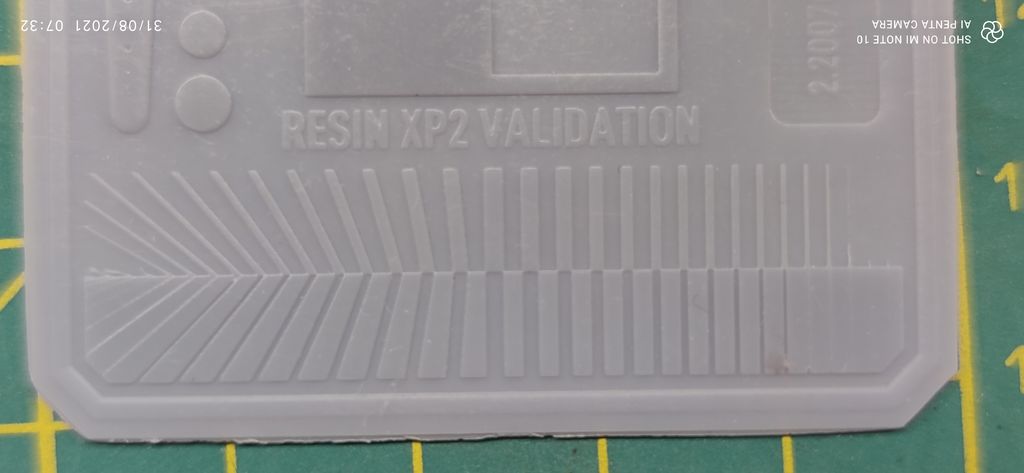 31/08/2021 07:32
SHOT ON MI NOTE 10
AI PENTA CAMERA
RESIN XP2 VALIDATION